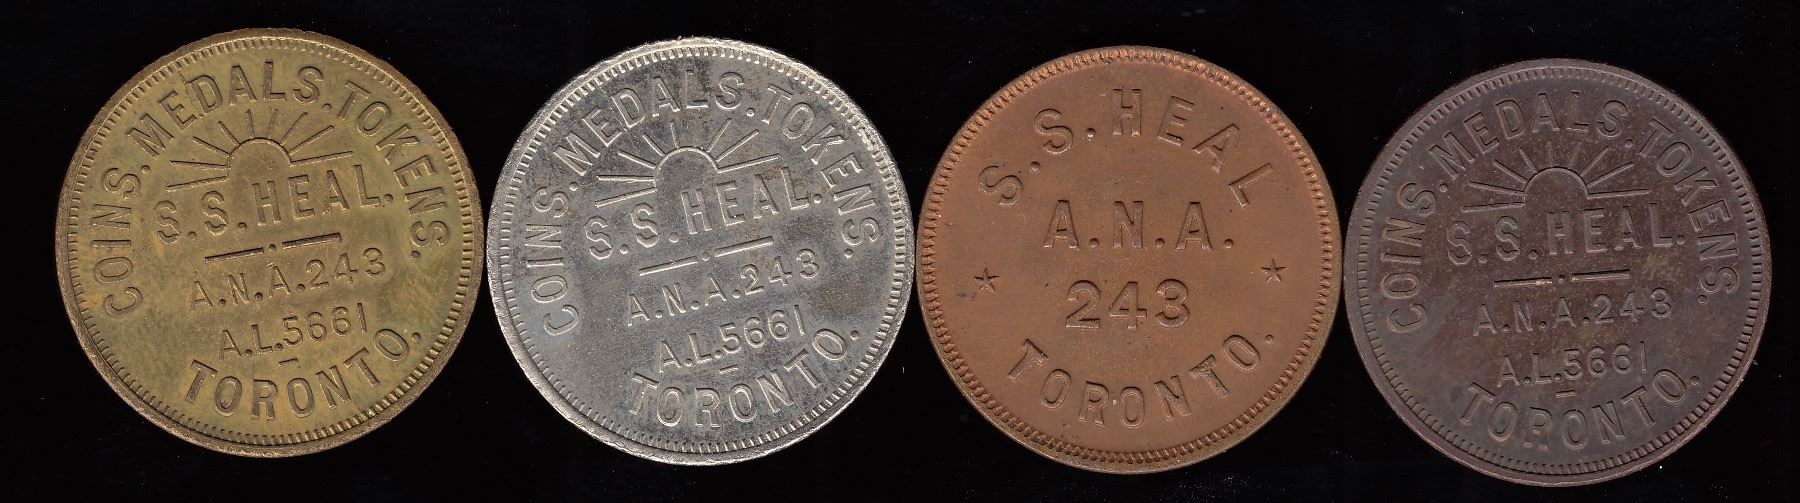 COINS. MEDALS. TOKENS.
S.S. HEAL.
A.N.A. 243
A.L. 5661
TORONTO.
COINS. MEDALS. TOKENS.
S.S. HEAL.
A.N.A. 243
A.L. 5661
TORONTO.
S.S. HEAL
A.N.A.
243
TORONTO.
COINS. MEDALS. TOKENS.
S.S. HEAL.
A.N.A. 243
A.L. 5661
TORONTO.